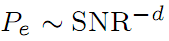 P_e ∼ SNR^{−d}